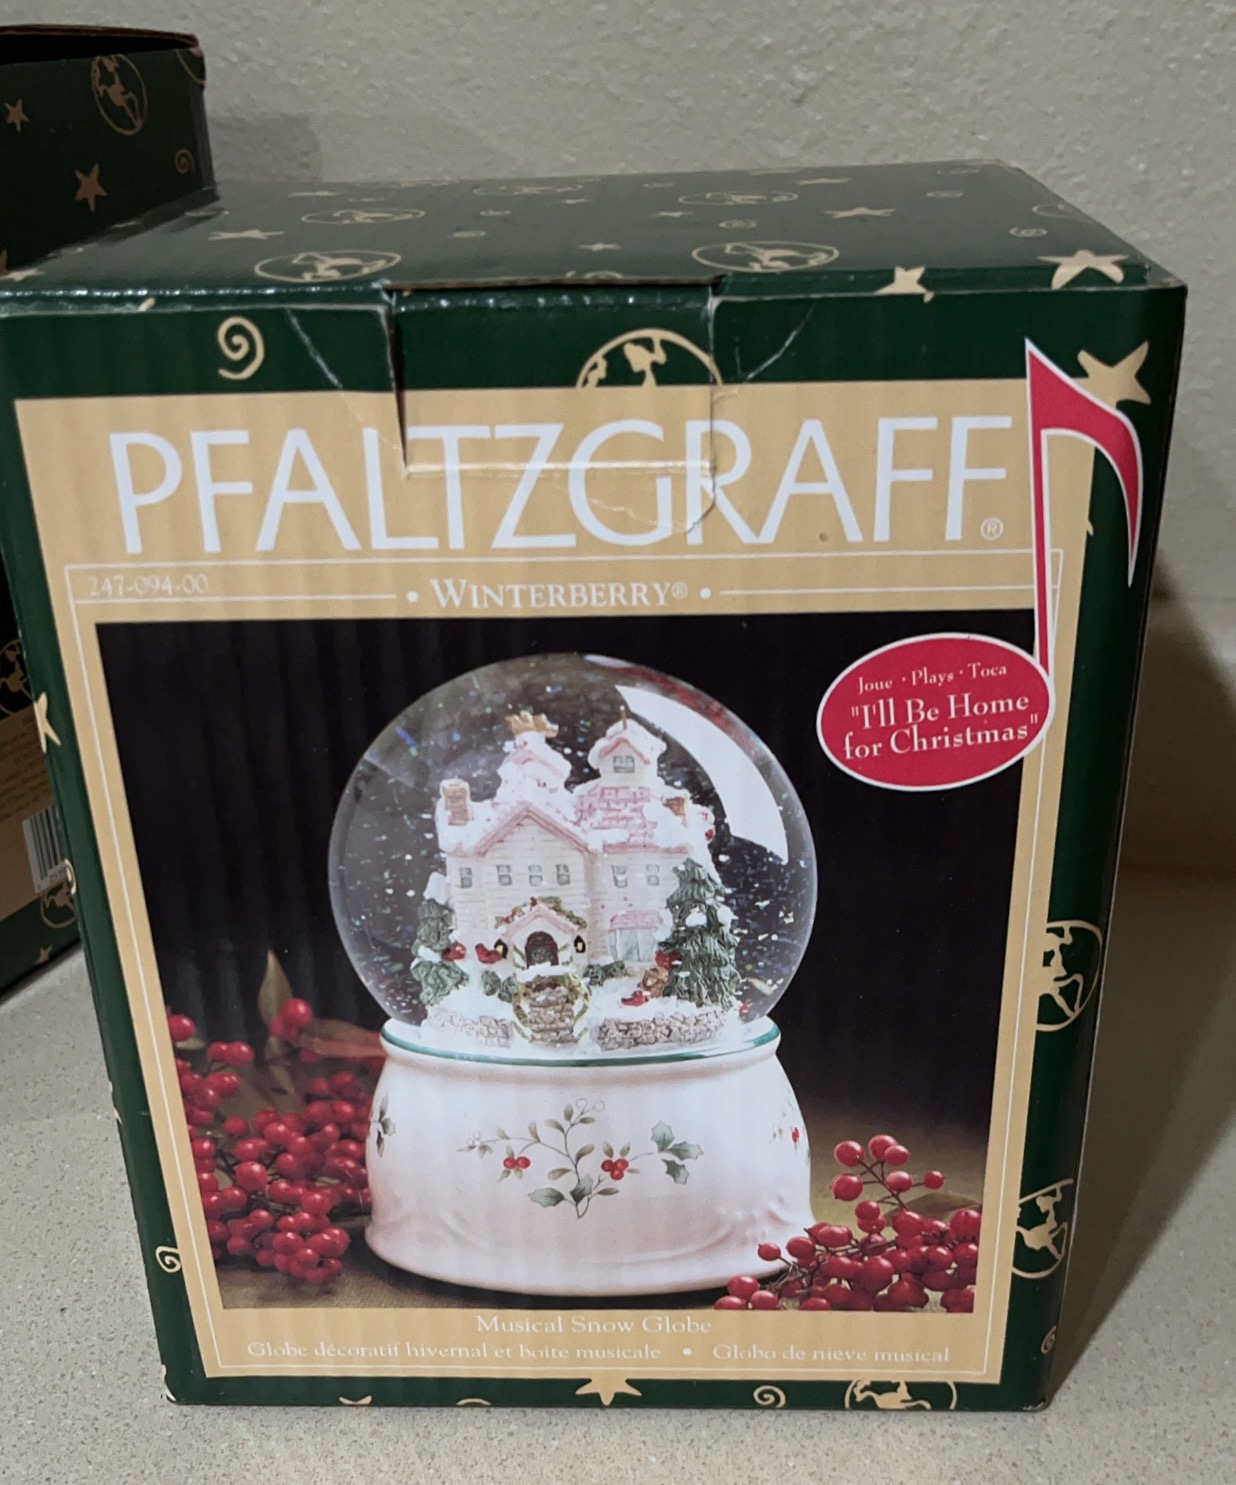 PFALTZGRAFF®
247-094-00
• WINTERBERRY® •
Joue • Plays • Toca
"I'll Be Home
for Christmas"
Musical Snow Globe
Globe décoratif hivernal et boîte musicale • Globo de nieve musical